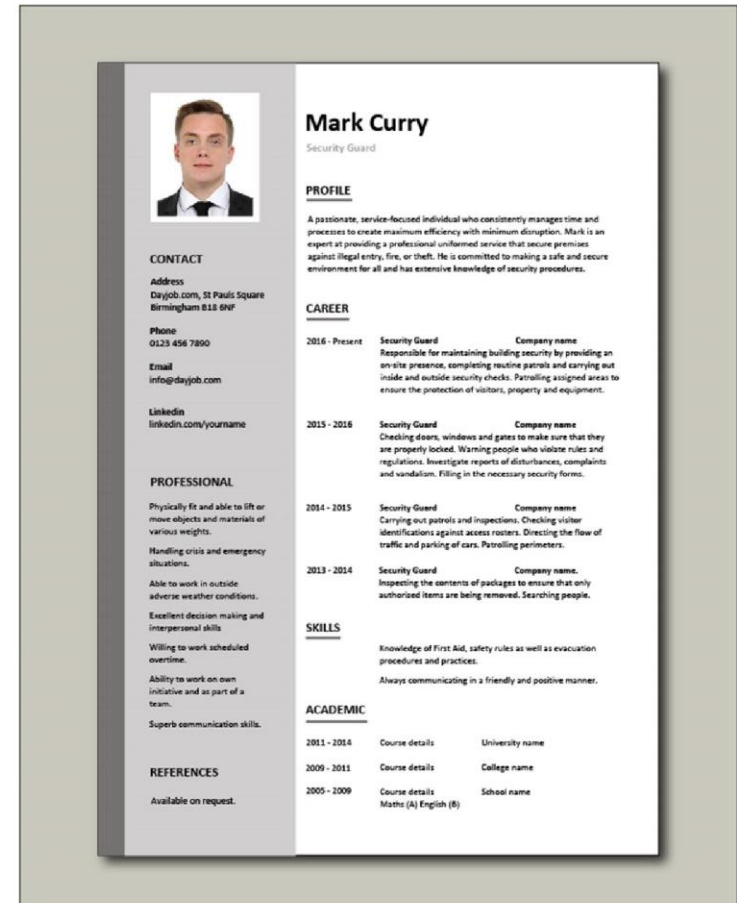 Mark Curry
Security Guard
PROFILE
A passionate, service-focused individual who consistently manages time and
processes to create maximum efficiency with minimum disruption. Mark is an
expert at providing a professional uniformed service that secure premises
against illegal entry, fire, or theft. He is committed to making a safe and secure
environment for all and has extensive knowledge of security procedures.
CONTACT
Address
Dayjob.com, St Pauls Square
Birmingham B18 6NF
Phone
0123 456 7890
Email
info@dayjob.com
Linkedin
linkedin.com/yourname
PROFESSIONAL
Physically fit and able to lift or
move objects and materials of
various weights.
Handling crisis and emergency
situations.
Able to work in outside
adverse weather conditions.
Excellent decision making and
interpersonal skills
Willing to work scheduled
overtime.
Ability to work on own
initiative and as part of a
team.
Superb communication skills.
REFERENCES
Available on request.
CAREER
2016 - Present Security Guard Company name
Responsible for maintaining building security by providing an
on-site presence, completing routine patrols and carrying out
inside and outside security checks. Patrolling assigned areas to
ensure the protection of visitors, property and equipment.
2015 - 2016 Security Guard Company name
Checking doors, windows and gates to make sure that they
are properly locked. Warning people who violate rules and
regulations. Investigate reports of disturbances, complaints
and vandalism. Filling in the necessary security forms.
2014 - 2015 Security Guard Company name
Carrying out patrols and inspections. Checking visitor
identifications against access rosters. Directing the flow of
traffic and parking of cars. Patrolling perimeters.
2013 - 2014 Security Guard Company name.
Inspecting the contents of packages to ensure that only
authorised items are being removed. Searching people.
SKILLS
Knowledge of First Aid, safety rules as well as evacuation
procedures and practices.
Always communicating in a friendly and positive manner.
ACADEMIC
2011 - 2014 Course details University name
2009 - 2011 Course details College name
2005 - 2009 Course details School name
Maths (A) English (B)